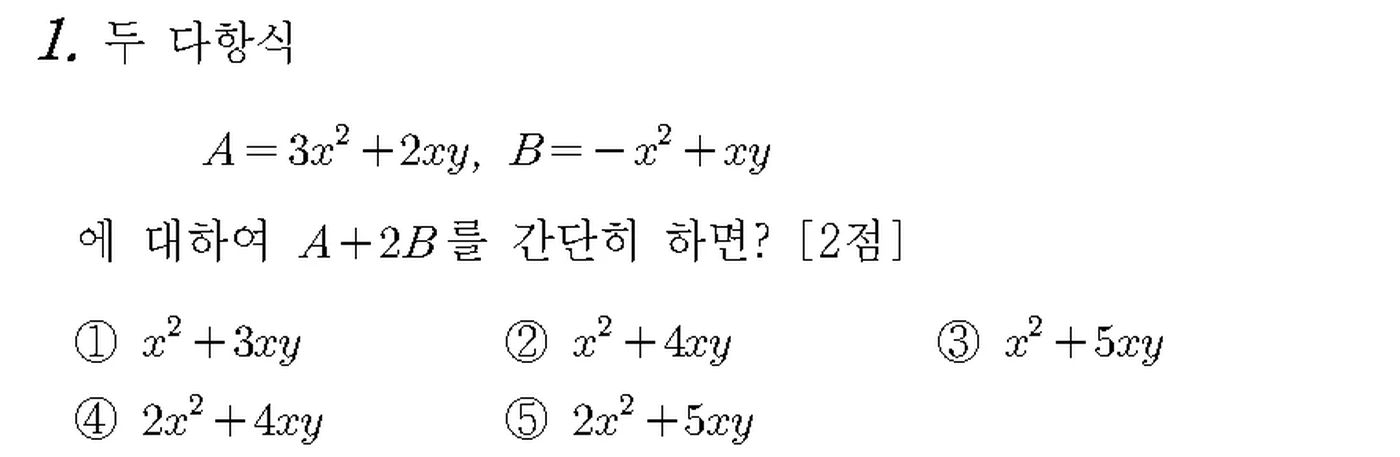 1. 두 다항식
A=3x²+2xy, B=-x²+xy
에 대하여 A+2B를 간단히 하면? [2점]
① x²+3xy ② x²+4xy ③ x²+5xy
④ 2x²+4xy ⑤ 2x²+5xy